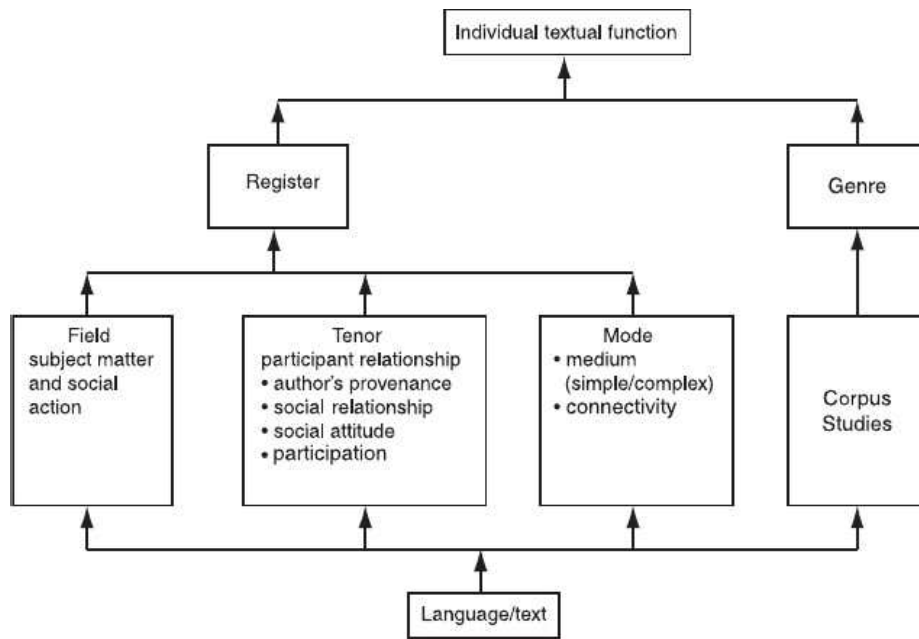 Individual textual function
Register
Genre
Field
subject matter
and social
action
Tenor
participant relationship
• author's provenance
• social relationship
• social attitude
• participation
Mode
• medium
(simple/complex)
• connectivity
Corpus
Studies
Language/text